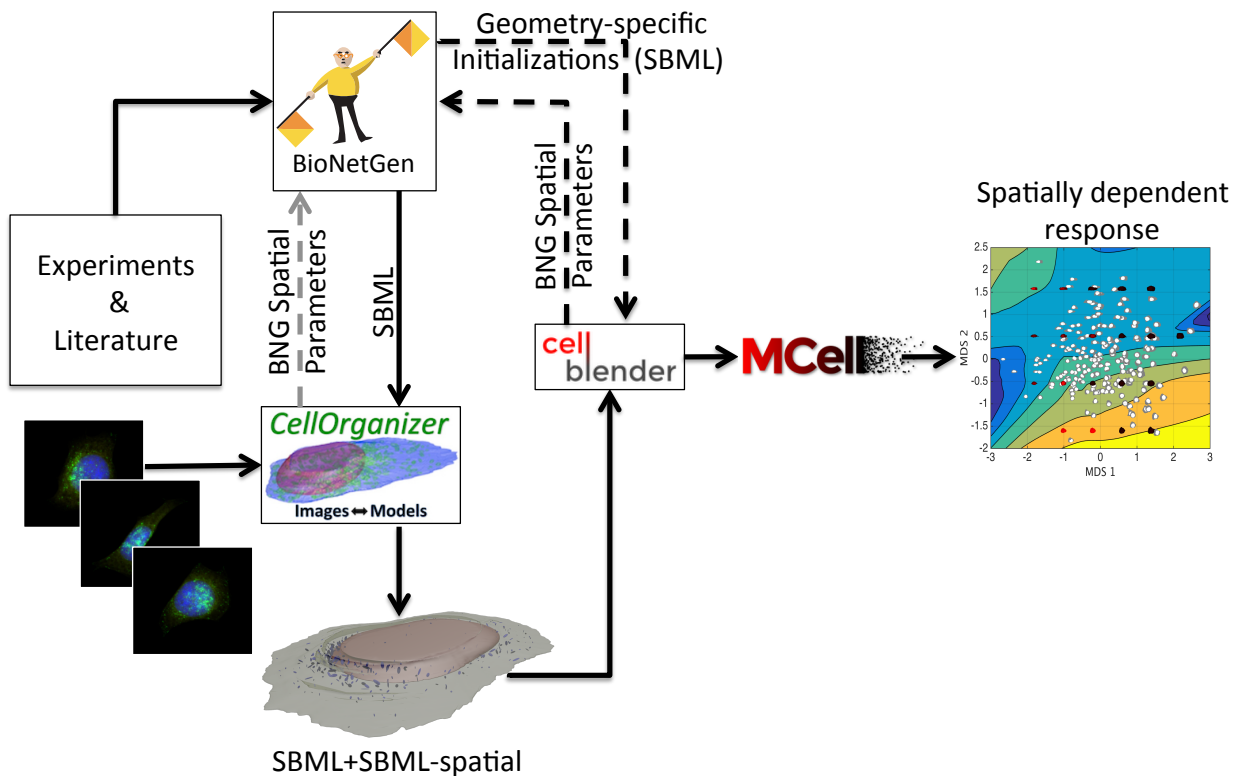 Geometry-specific
Initializations (SBML)
BioNetGen
BNG Spatial
Parameters
SBML
BNG Spatial
Parameters
Experiments
&
Literature
CellOrganizer
Images ⬌ Models
SBML+SBML-spatial
cell
blender
MCell
Spatially dependent
response
2.5
2
1.5
1
0.5
0
-0.5
-1
-1.5
-2
MDS 2
-3 -2 -1 0 1 2 3
MDS 1